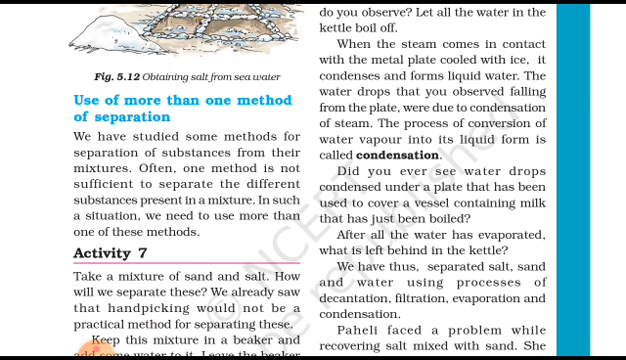 Fig. 5.12 Obtaining salt from sea water
Use of more than one method
of separation
We have studied some methods for
separation of substances from their
mixtures. Often, one method is not
sufficient to separate the different
substances present in a mixture. In such
a situation, we need to use more than
one of these methods.
Activity 7
Take a mixture of sand and salt. How
will we separate these? We already saw
that handpicking would not be a
practical method for separating these.
Keep this mixture in a beaker and
add some water to it. Leave the beaker
do you observe? Let all the water in the
kettle boil off.
When the steam comes in contact
with the metal plate cooled with ice, it
condenses and forms liquid water. The
water drops that you observed falling
from the plate, were due to condensation
of steam. The process of conversion of
water vapour into its liquid form is
called condensation.
Did you ever see water drops
condensed under a plate that has been
used to cover a vessel containing milk
that has just been boiled?
After all the water has evaporated,
what is left behind in the kettle?
We have thus, separated salt, sand
and water using processes of
decantation, filtration, evaporation and
condensation.
Paheli faced a problem while
recovering salt mixed with sand. She
© NCERT
be republished